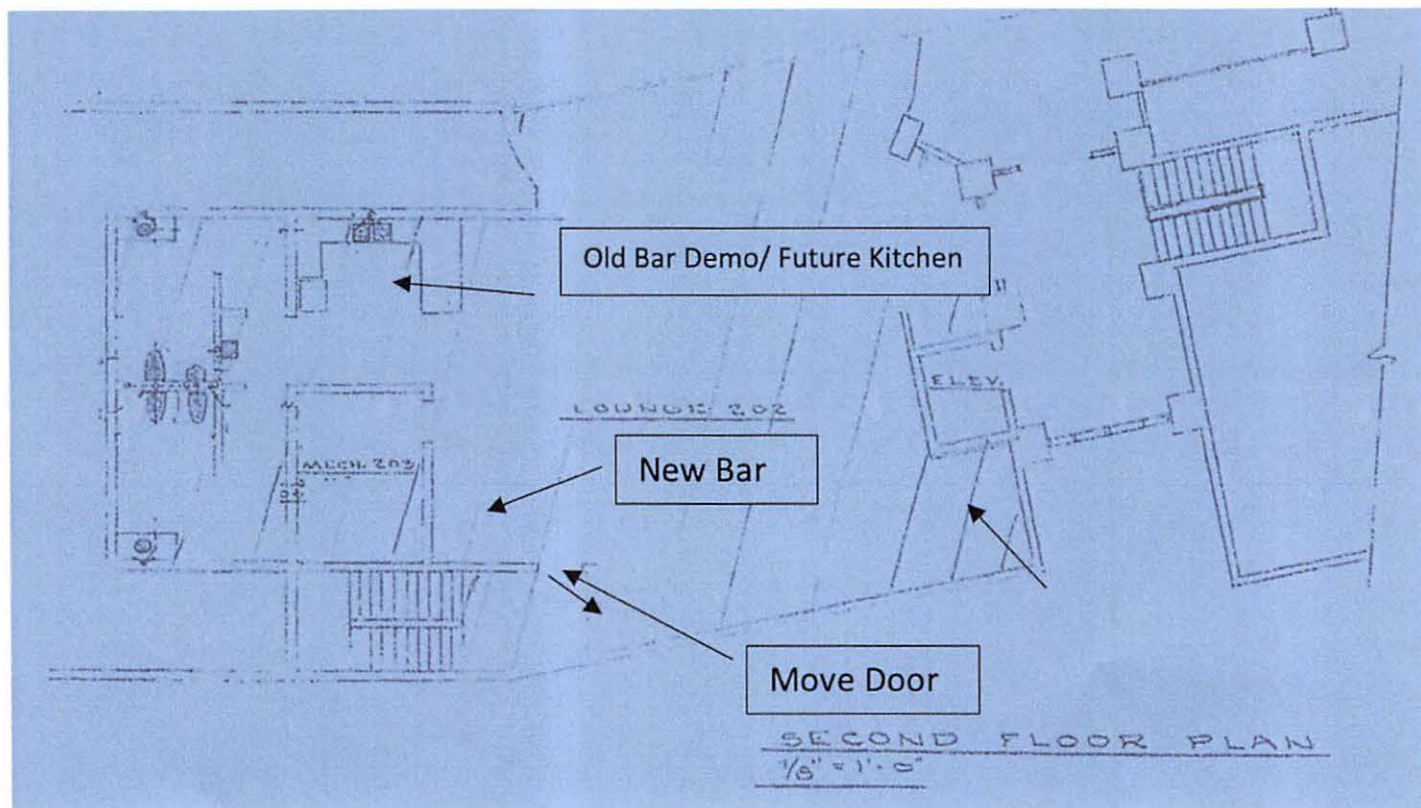 Old Bar Demo/ Future Kitchen
ELEV.
LOUNGE 202
New Bar
MECH. 203
Move Door
SECOND FLOOR PLAN
1/8" = 1'-0"